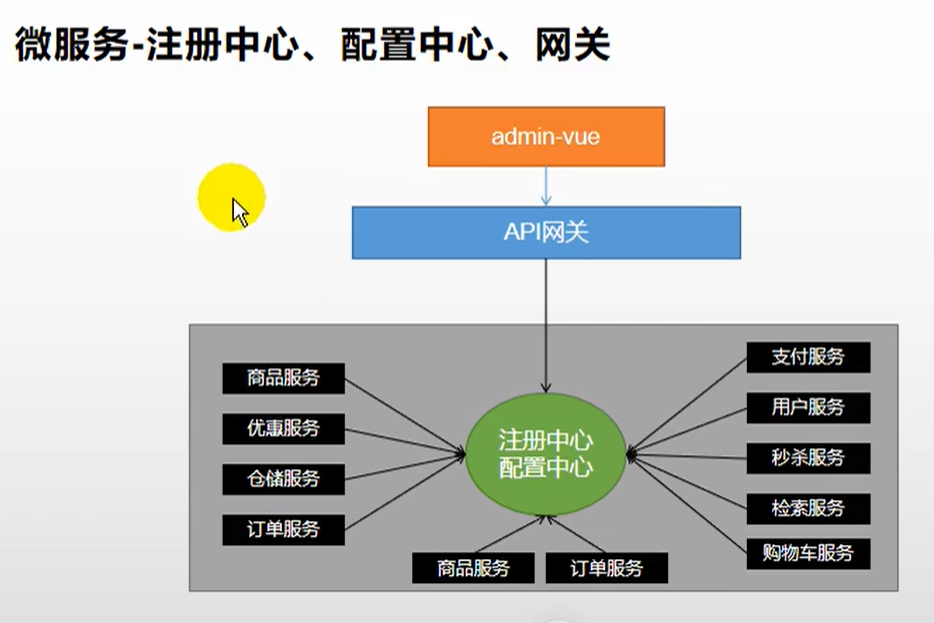 微服务-注册中心、配置中心、网关
admin-vue
API网关
商品服务
优惠服务
仓储服务
订单服务
注册中心
配置中心
支付服务
用户服务
秒杀服务
检索服务
购物车服务
商品服务
订单服务